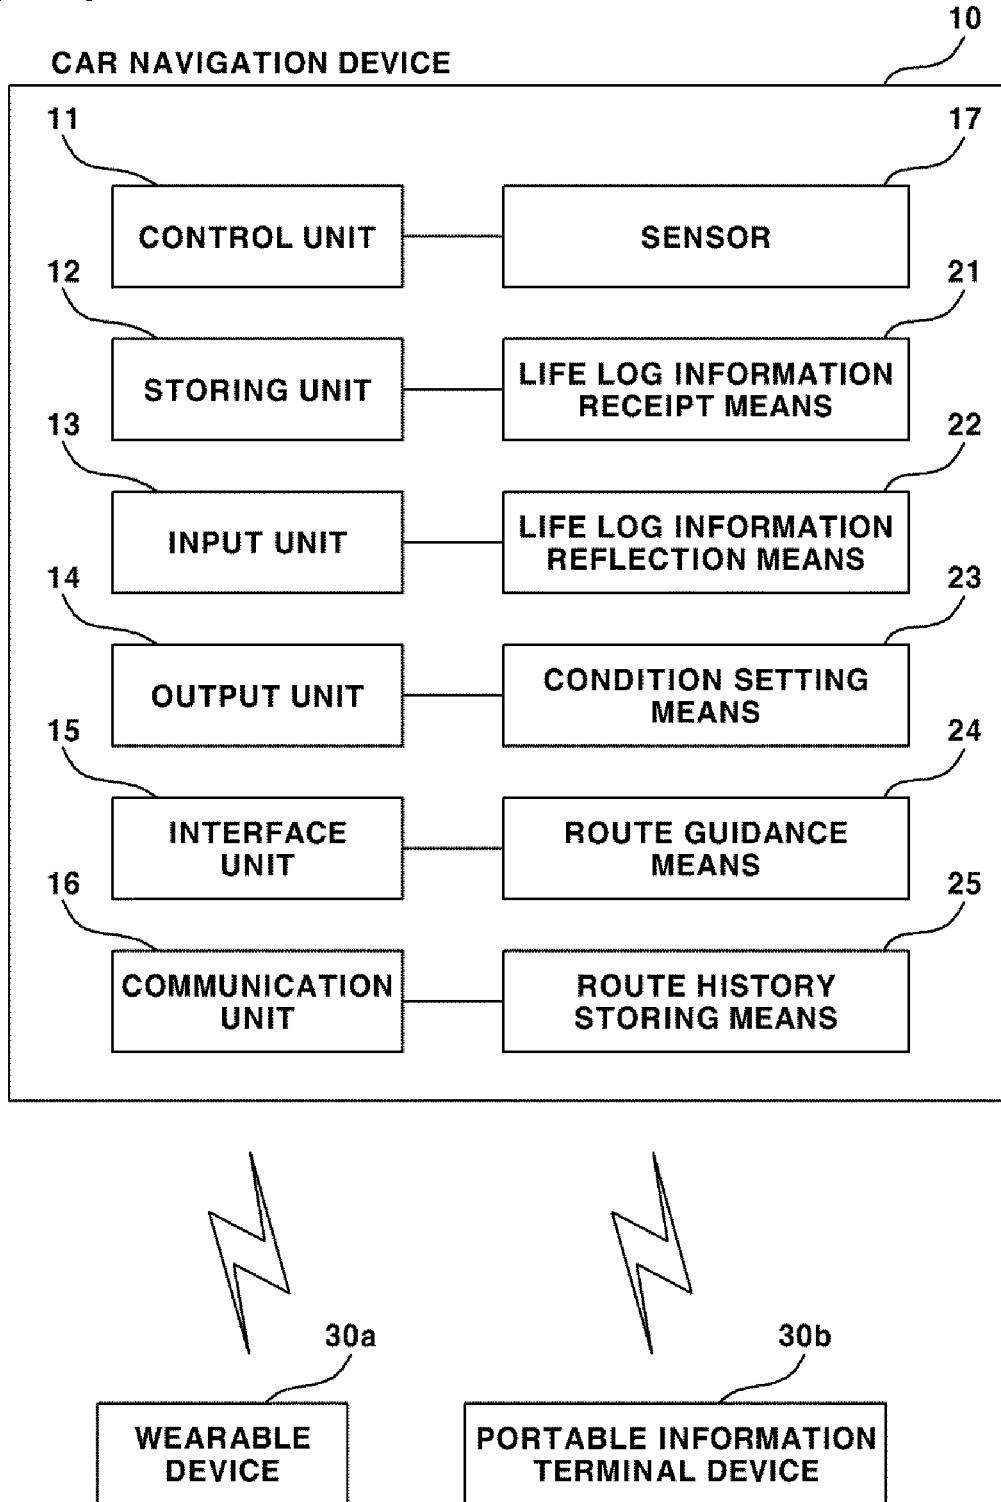 10
CAR NAVIGATION DEVICE
11
17
CONTROL UNIT
SENSOR
12
21
STORING UNIT
LIFE LOG INFORMATION
RECEIPT MEANS
13
22
INPUT UNIT
LIFE LOG INFORMATION
REFLECTION MEANS
14
23
OUTPUT UNIT
CONDITION SETTING
MEANS
15
24
INTERFACE
UNIT
ROUTE GUIDANCE
MEANS
16
25
COMMUNICATION
UNIT
ROUTE HISTORY
STORING MEANS
30a
30b
WEARABLE
DEVICE
PORTABLE INFORMATION
TERMINAL DEVICE